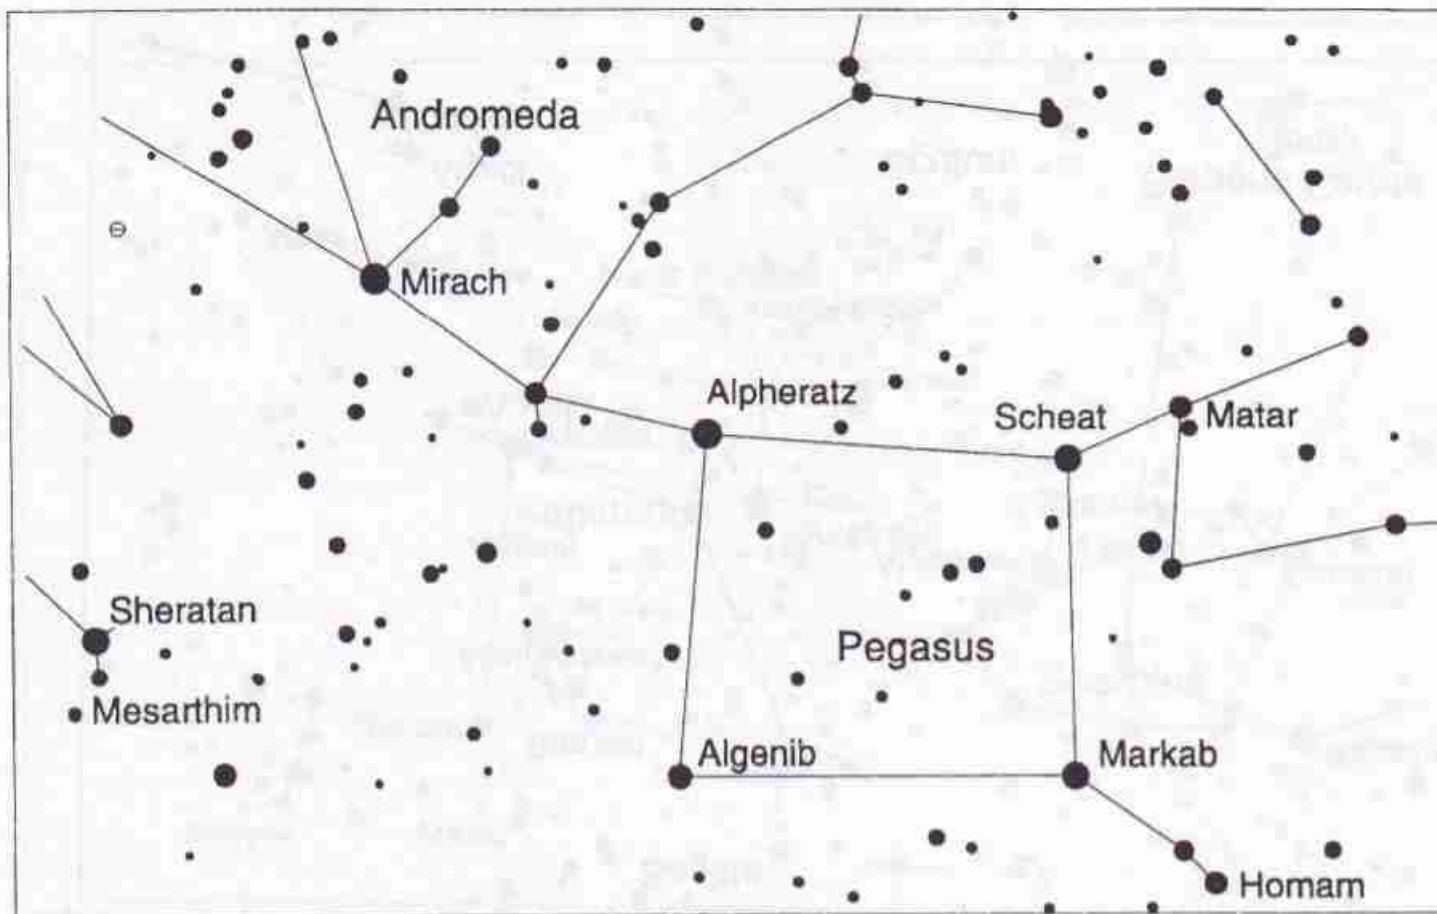 Andromeda
Mirach
Alpheratz
Scheat
Matar
Sheratan
Pegasus
Mesarthim
Algenib
Markab
Homam